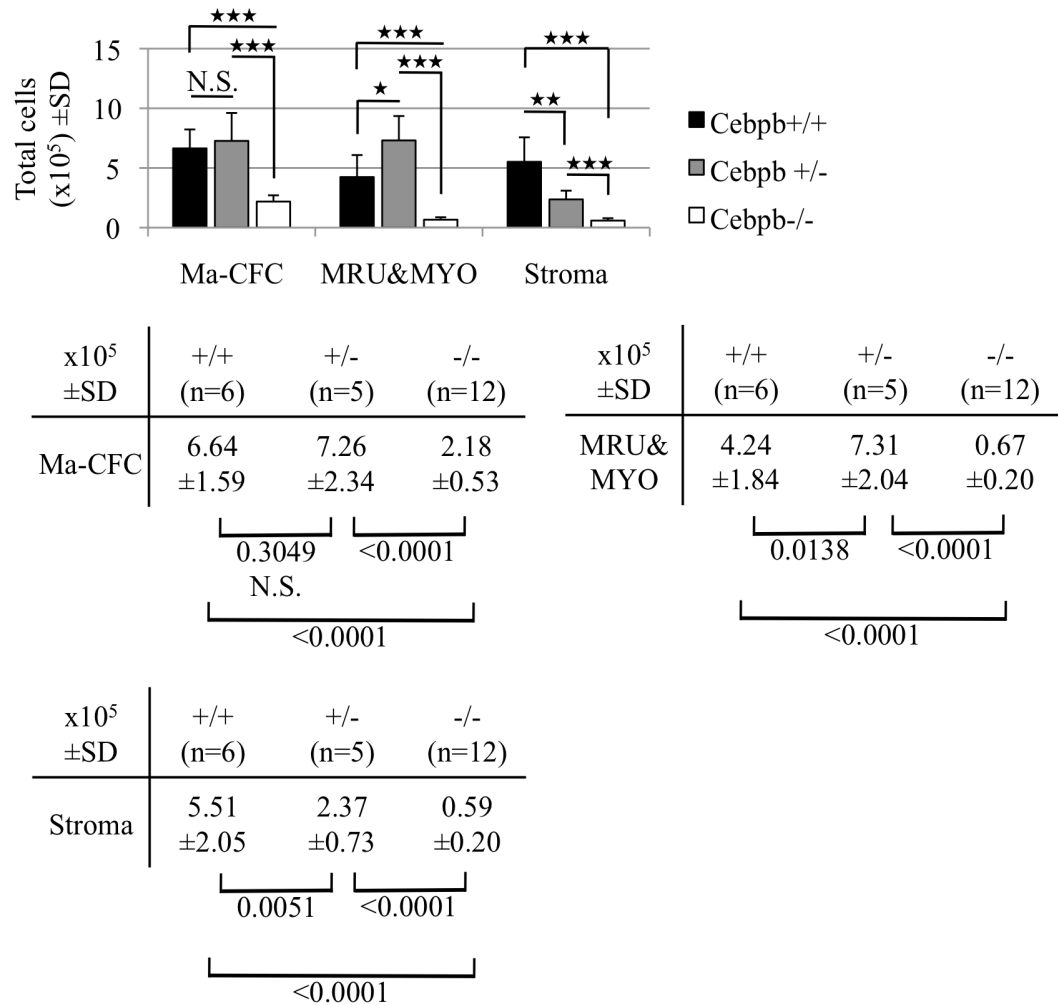 ★★★ ★★★ ★★★
★★★ ★★★
15
N.S. ★ ★★
10
★★★
5
0
Total cells
(x10⁵) ±SD
Cebpb+/+
Cebpb +/-
Cebpb-/-
Ma-CFC MRU&MYO Stroma
x10⁵ +/+ +/- -/-
±SD (n=6) (n=5) (n=12)
Ma-CFC 6.64 7.26 2.18
±1.59 ±2.34 ±0.53
0.3049 <0.0001
N.S.
<0.0001
x10⁵ +/+ +/- -/-
±SD (n=6) (n=5) (n=12)
MRU& 4.24 7.31 0.67
MYO ±1.84 ±2.04 ±0.20
0.0138 <0.0001
<0.0001
x10⁵ +/+ +/- -/-
±SD (n=6) (n=5) (n=12)
Stroma 5.51 2.37 0.59
±2.05 ±0.73 ±0.20
0.0051 <0.0001
<0.0001